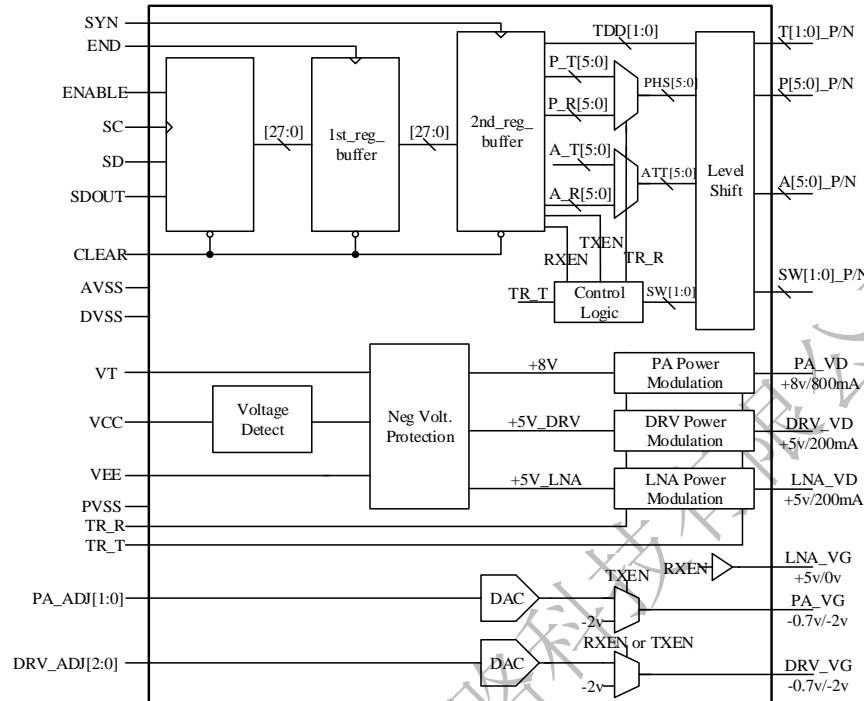 SYN
END
ENABLE
SC
SD
SDOUT
CLEAR
AVSS
DVSS
[27:0]
1st_reg_
buffer
[27:0]
2nd_reg_
buffer
TDD[1:0]
P_T[5:0]
P_R[5:0]
PHS[5:0]
A_T[5:0]
A_R[5:0]
ATT[5:0]
RXEN
TXEN
TR_R
TR_T
Control
Logic
SW[1:0]
Level
Shift
T[1:0]_P/N
P[5:0]_P/N
A[5:0]_P/N
SW[1:0]_P/N
VT
VCC
VEE
PVSS
TR_R
TR_T
Voltage
Detect
Neg Volt.
Protection
+8V
+5V_DRV
+5V_LNA
PA Power
Modulation
DRV Power
Modulation
LNA Power
Modulation
PA_VD
+8v/800mA
DRV_VD
+5v/200mA
LNA_VD
+5v/200mA
RXEN
LNA_VG
+5v/0v
PA_ADJ[1:0]
DAC
TXEN
-2v
PA_VG
-0.7v/-2v
DRV_ADJ[2:0]
DAC
RXEN or TXEN
-2v
DRV_VG
-0.7v/-2v
科技有限公